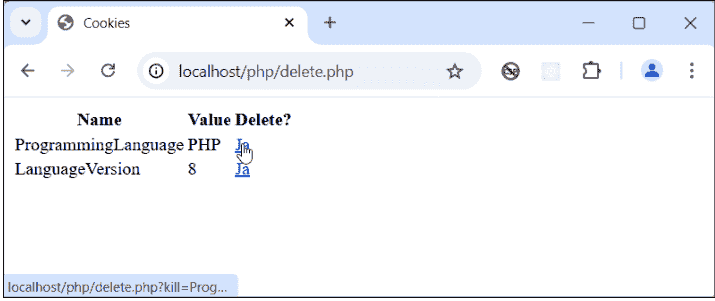 Cookies
localhost/php/delete.php
Name Value Delete?
ProgrammingLanguage PHP Ja
LanguageVersion 8 Ja
localhost/php/delete.php?kill=Prog...